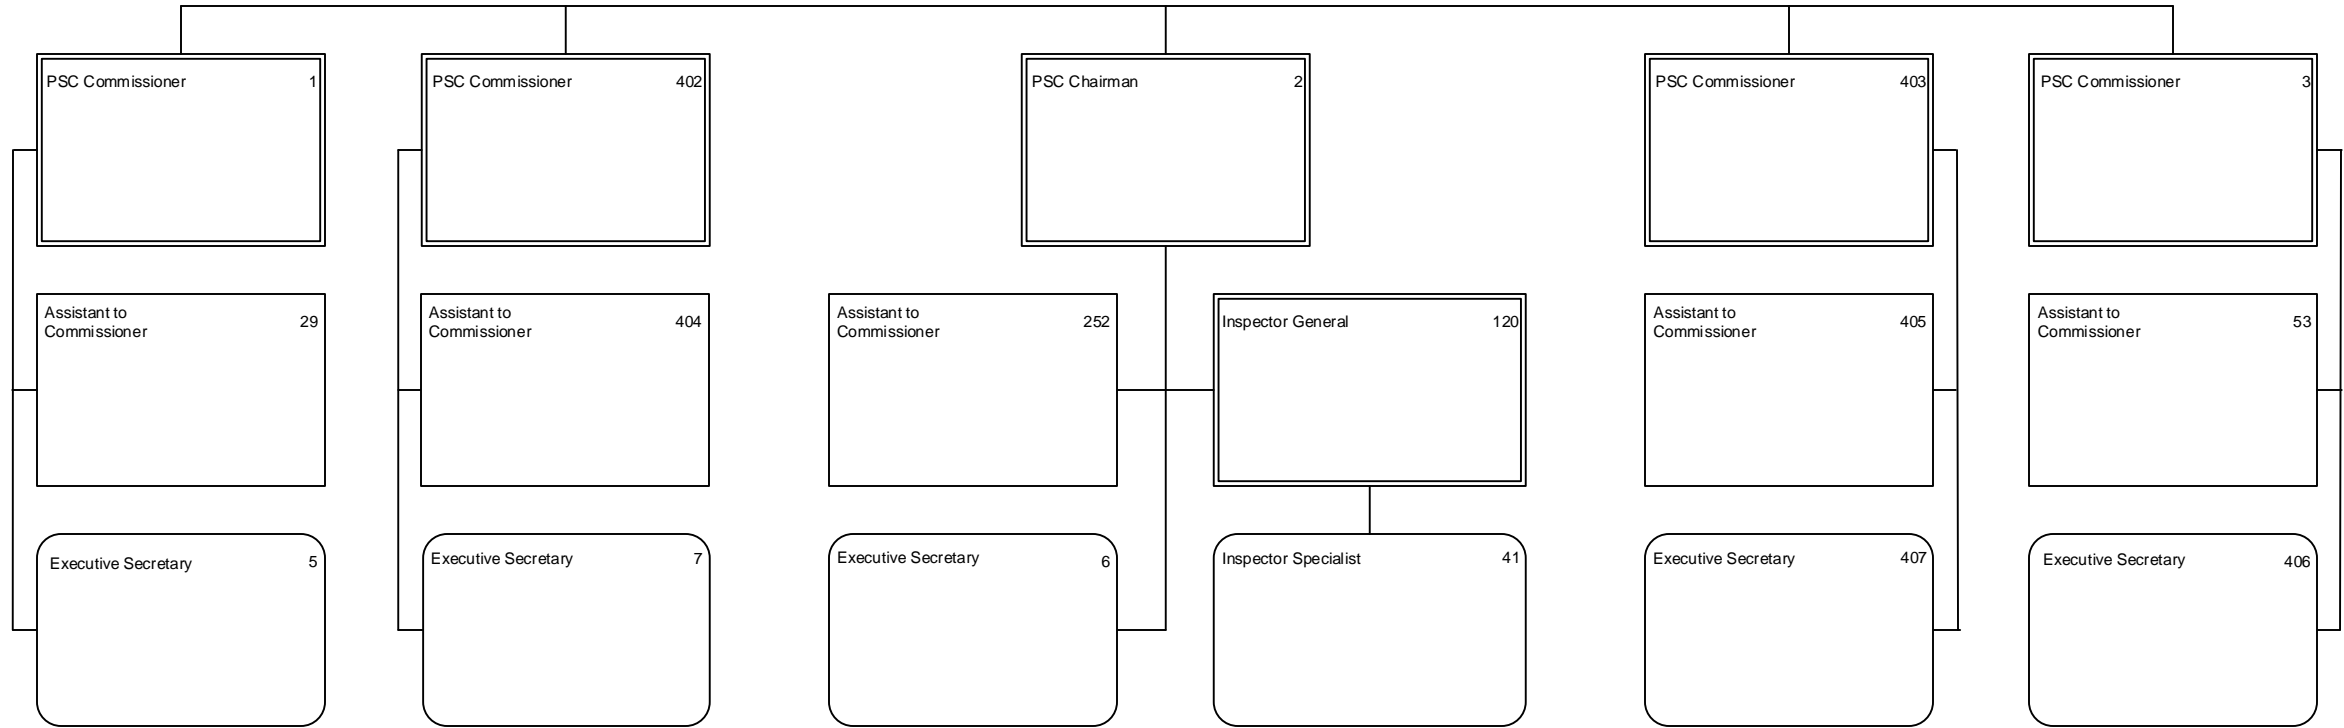 PSC Commissioner 1
PSC Commissioner 402
PSC Chairman 2
PSC Commissioner 403
PSC Commissioner 3
Assistant to
Commissioner 29
Assistant to
Commissioner 404
Assistant to
Commissioner 252
Inspector General 120
Assistant to
Commissioner 405
Assistant to
Commissioner 53
Executive Secretary 5
Executive Secretary 7
Executive Secretary 6
Inspector Specialist 41
Executive Secretary 407
Executive Secretary 406